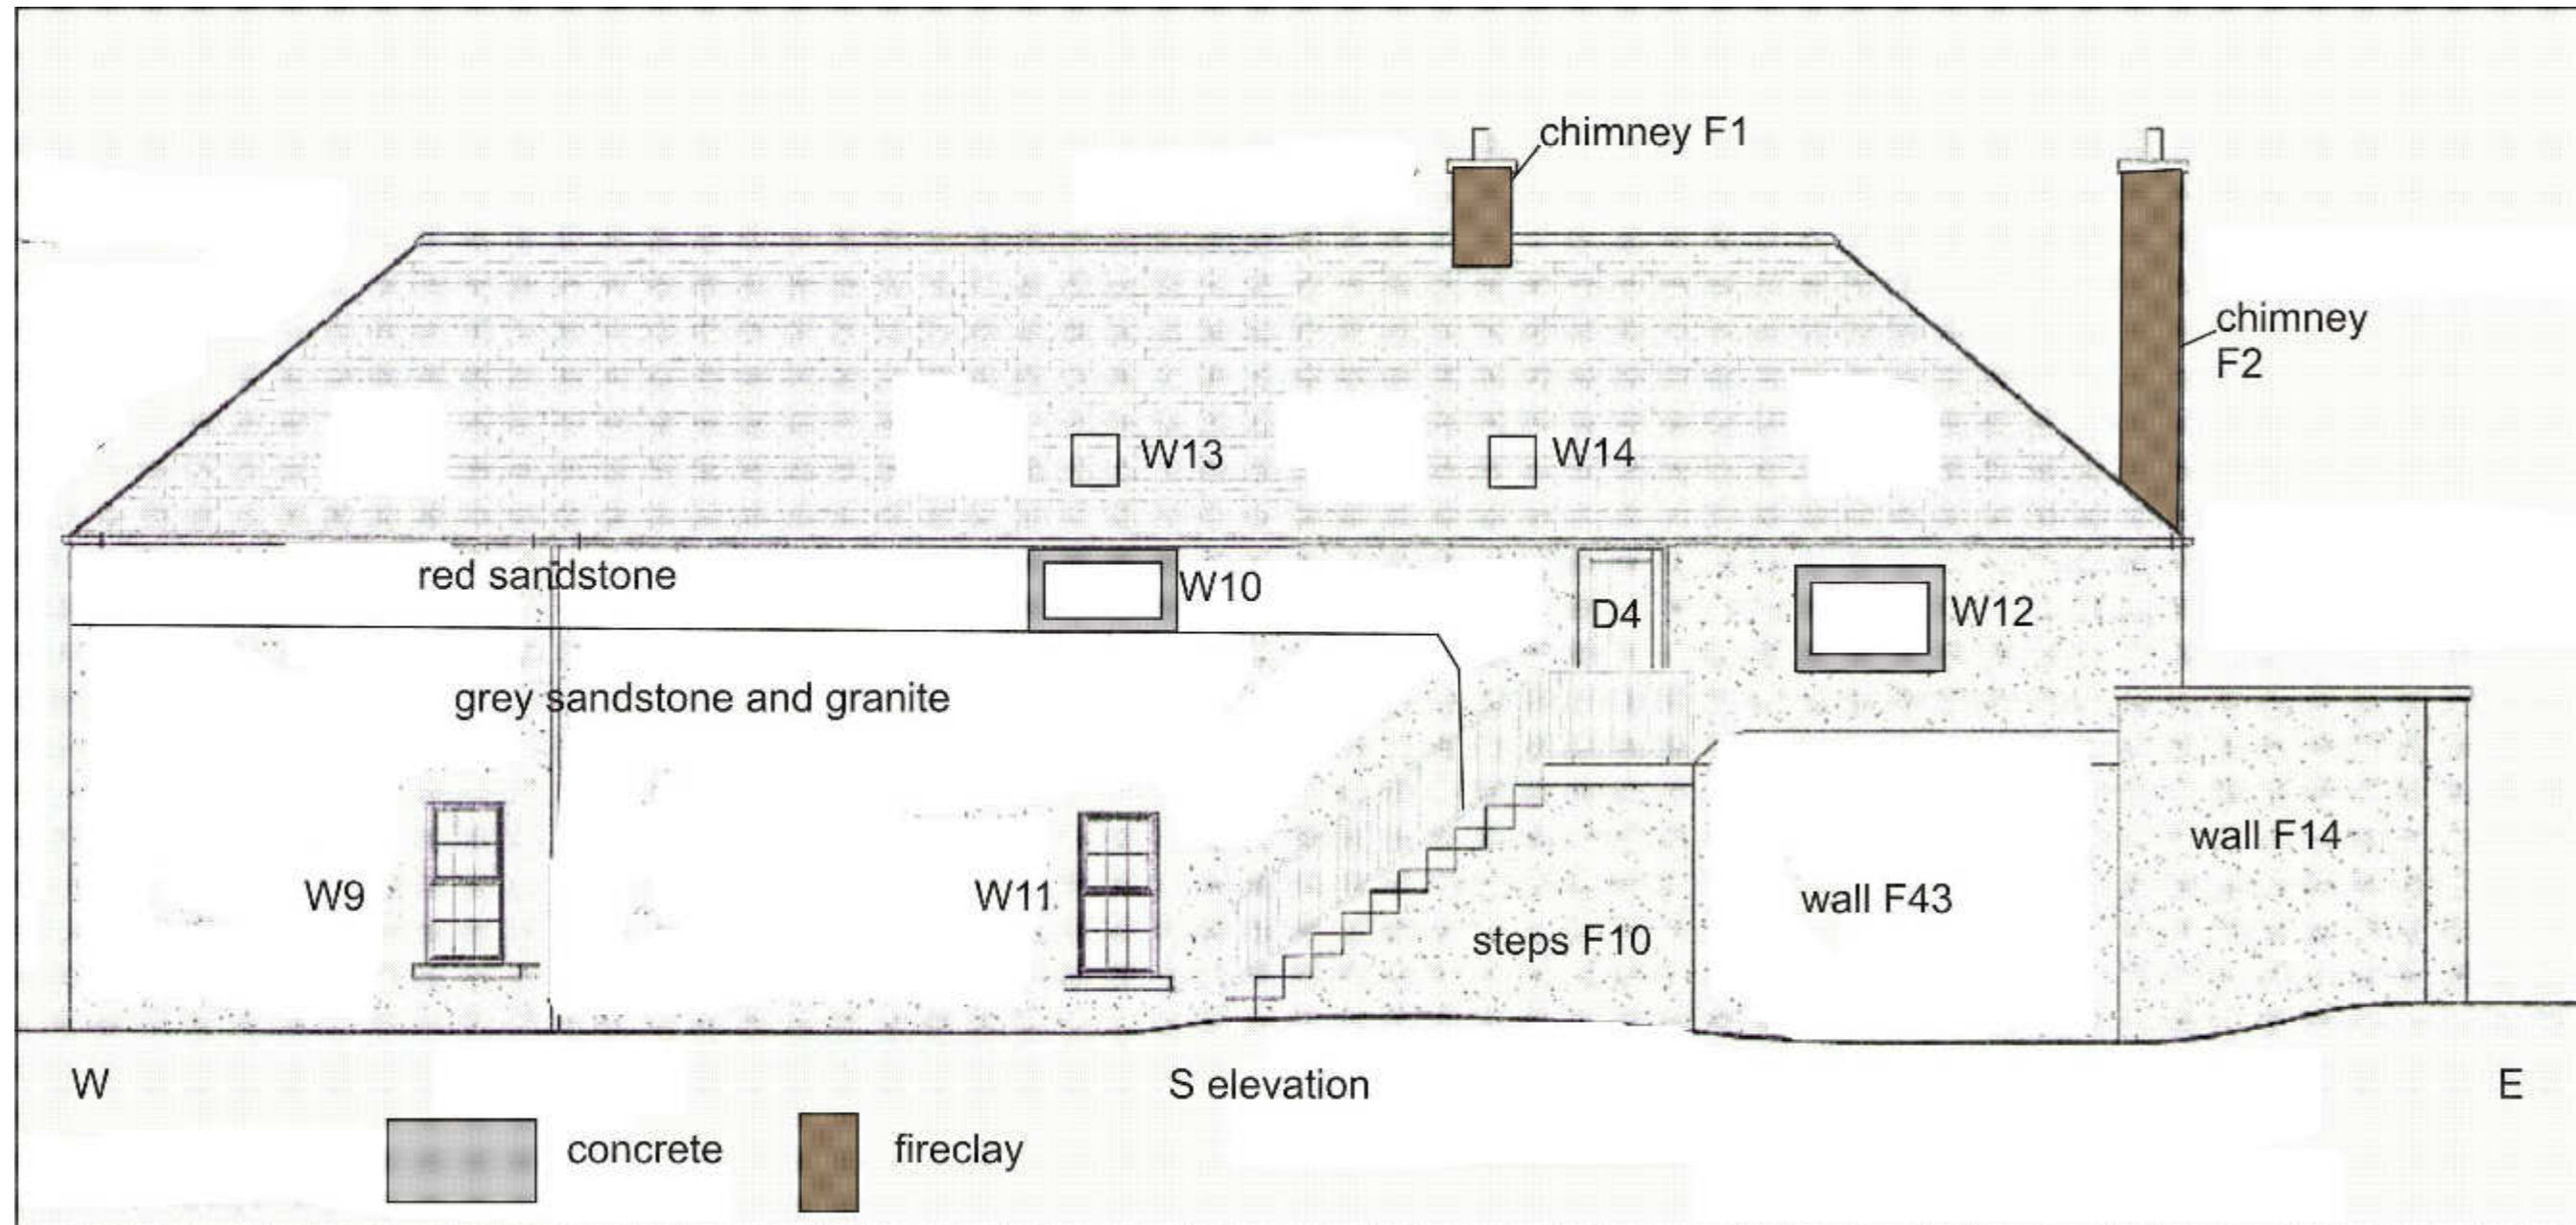 chimney F1
chimney
F2
W13
W14
red sandstone
W10
D4
W12
grey sandstone and granite
W9
W11
steps F10
wall F43
wall F14
W
S elevation
E
concrete
fireclay